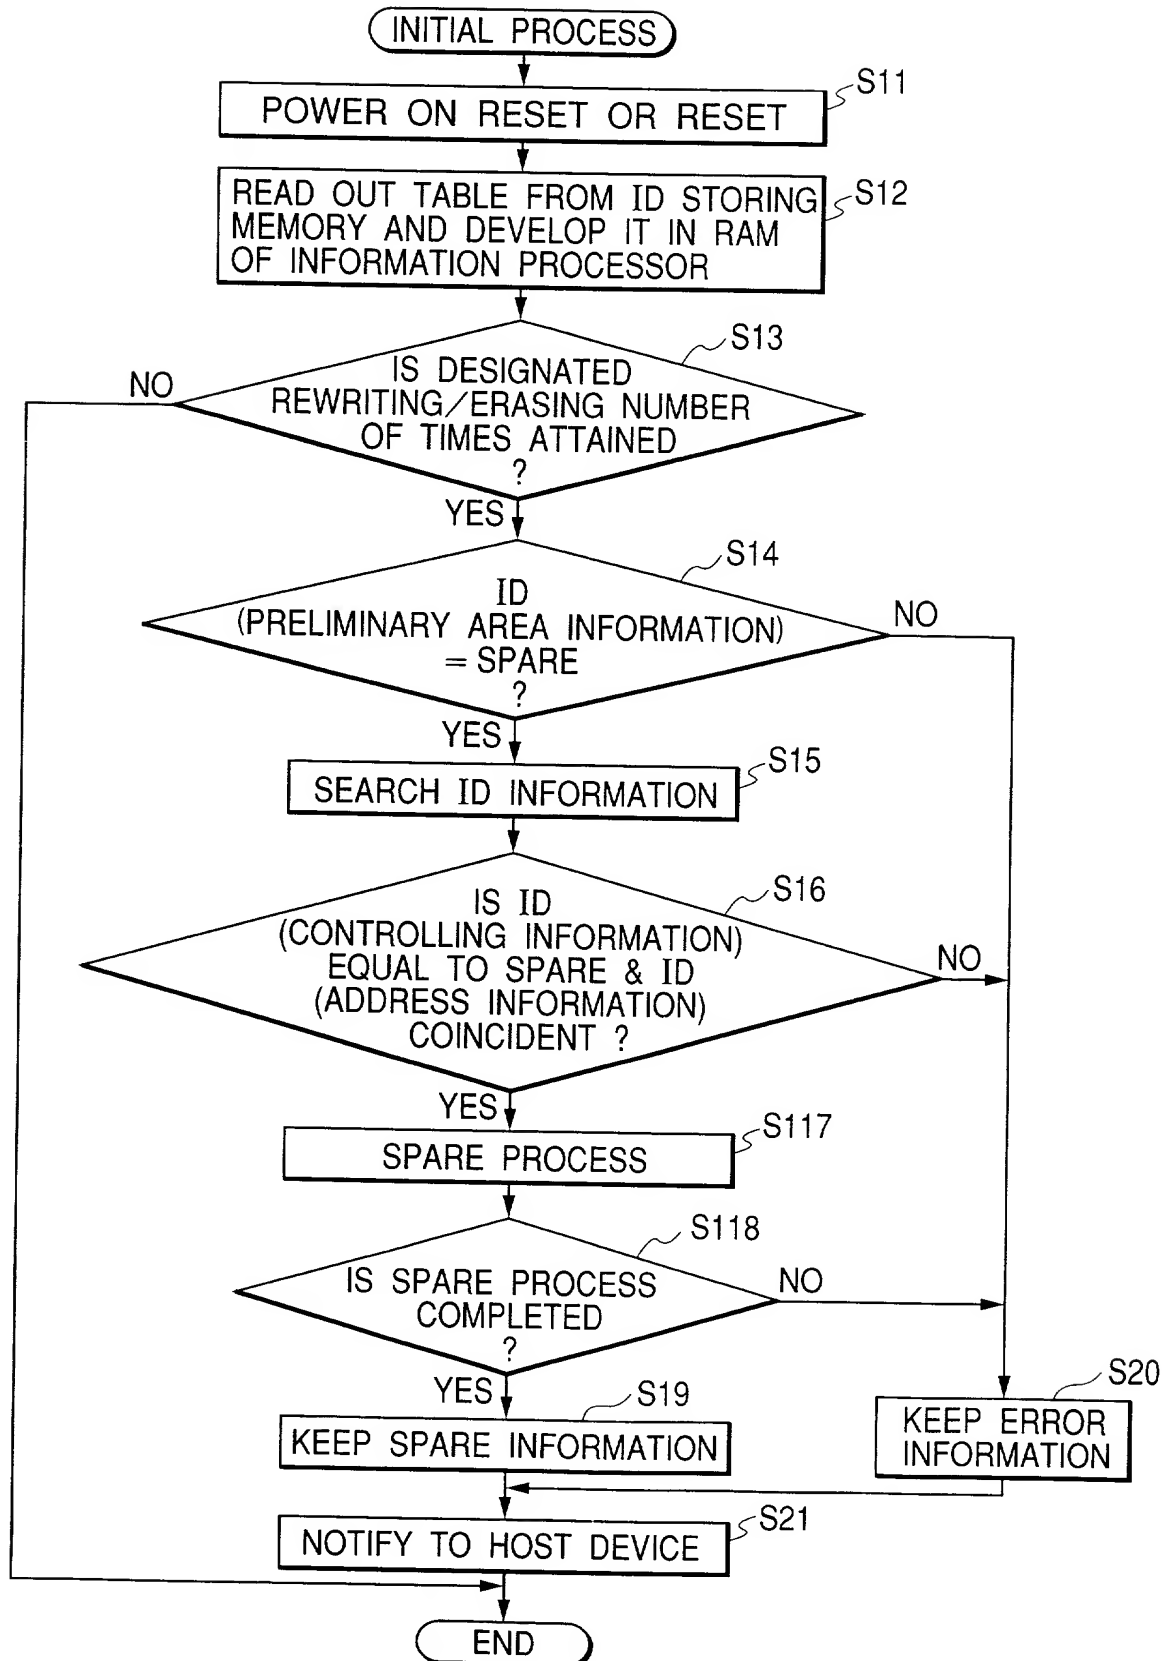 INITIAL PROCESS
S11
POWER ON RESET OR RESET
S12
READ OUT TABLE FROM ID STORING
MEMORY AND DEVELOP IT IN RAM
OF INFORMATION PROCESSOR
S13
IS DESIGNATED
REWRITING/ERASING NUMBER
OF TIMES ATTAINED
?
NO
YES
S14
ID
(PRELIMINARY AREA INFORMATION)
= SPARE
?
NO
YES
S15
SEARCH ID INFORMATION
S16
IS ID
(CONTROLLING INFORMATION)
EQUAL TO SPARE & ID
(ADDRESS INFORMATION)
COINCIDENT ?
NO
YES
S117
SPARE PROCESS
S118
IS SPARE PROCESS
COMPLETED
?
NO
YES
S19
KEEP SPARE INFORMATION
S20
KEEP ERROR
INFORMATION
S21
NOTIFY TO HOST DEVICE
END